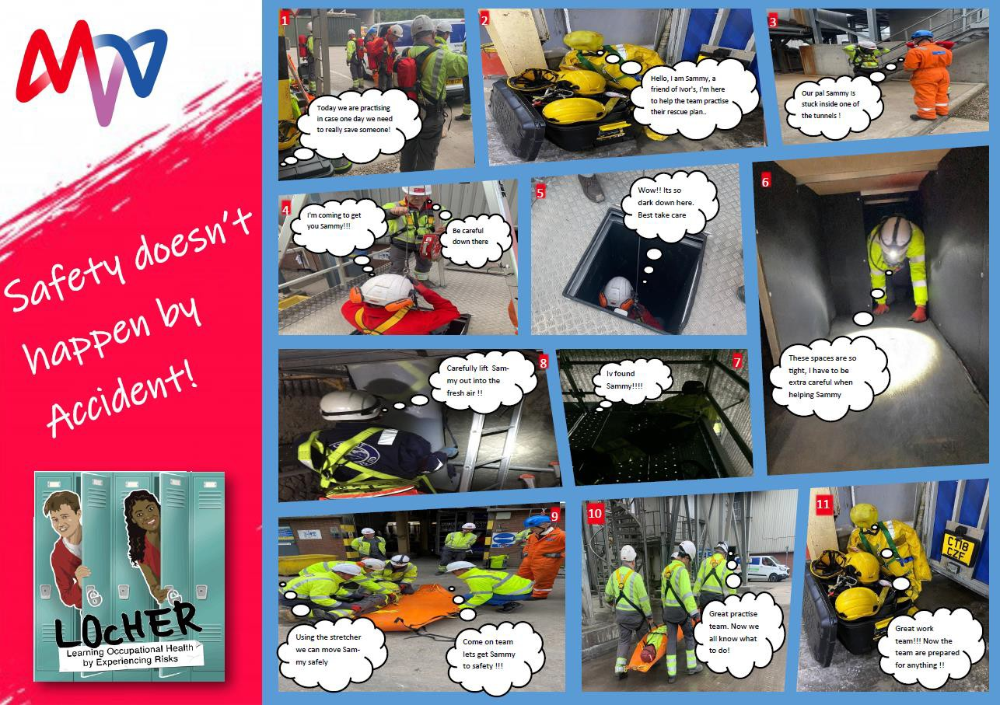 MW
Safety doesn't
happen by
Accident!
LOcHER
Learning Occupational Health
by Experiencing Risks
1
Today we are practising
in case one day we need
to really save someone!
2
Hello, I am Sammy, a
friend of Ivor's, I'm here
to help the team practise
their rescue plan..
3
Our pal Sammy Is
stuck inside one of
the tunnels !
4
I'm coming to get
you Sammy!!!
Be careful
down there
5
Wow!! Its so
dark down here.
Best take care
6
These spaces are so
tight, I have to be
extra careful when
helping Sammy
7
Iv found
Sammy!!!!
8
Carefully lift Sam-
my out into the
fresh air !!
9
Using the stretcher
we can move Sam-
my safely
Come on team
lets get Sammy
to safety !!!
10
Great practise
team. Now we
all know what
to do!
11
CT18
CZF
Great work
team!!! Now the
team are prepared
for anything !!